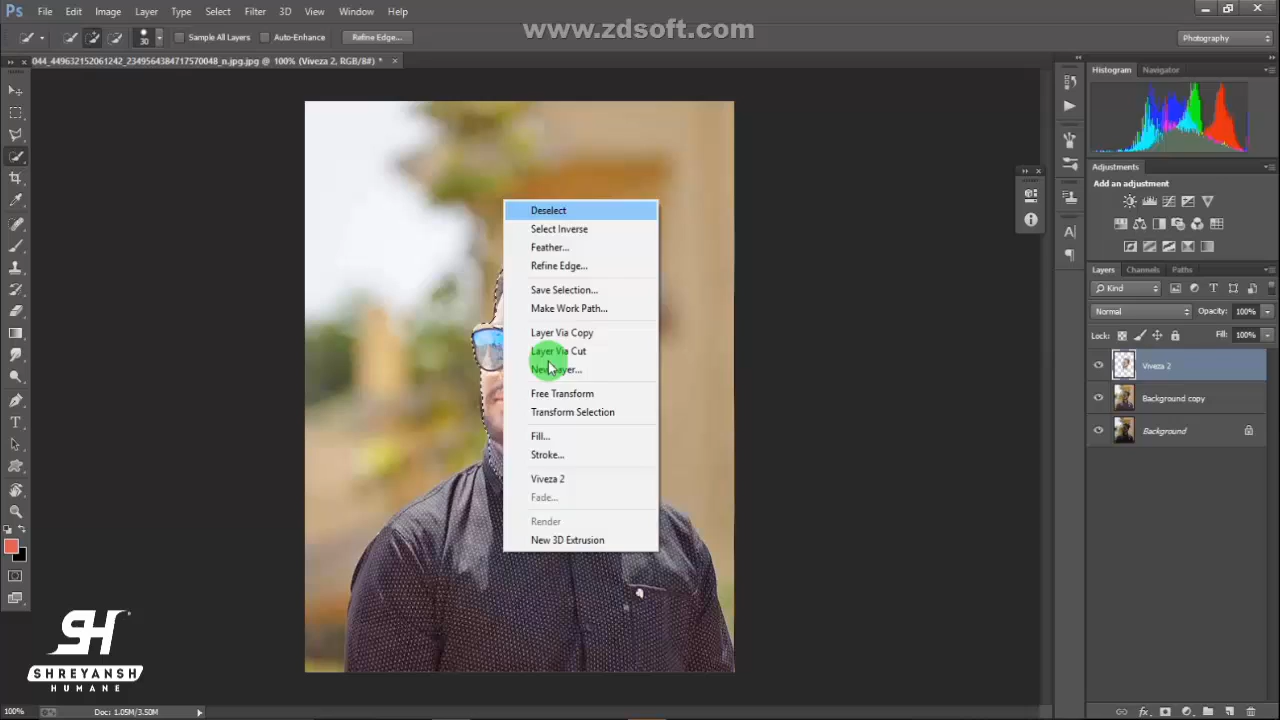 Ps File Edit Image Layer Type Select Filter 3D View Window Help
www.zdsoft.com
30 Sample All Layers Auto-Enhance Refine Edge... Photography
044_449632152061242_2349564384717570048_n.jpg.jpg @ 100% (Viveza 2, RGB/8#) *
Histogram Navigator
Adjustments
Add an adjustment
Deselect
Select Inverse
Feather...
Refine Edge...
Save Selection...
Make Work Path...
Layer Via Copy
Layer Via Cut
New Layer...
Free Transform
Transform Selection
Fill...
Stroke...
Viveza 2
Fade...
Render
New 3D Extrusion
Layers Channels Paths
Kind
Normal Opacity: 100%
Lock: Fill: 100%
Viveza 2
Background copy
Background
SH
SHREYANSH
HUMANE
100% Doc: 1.05M/3.50M